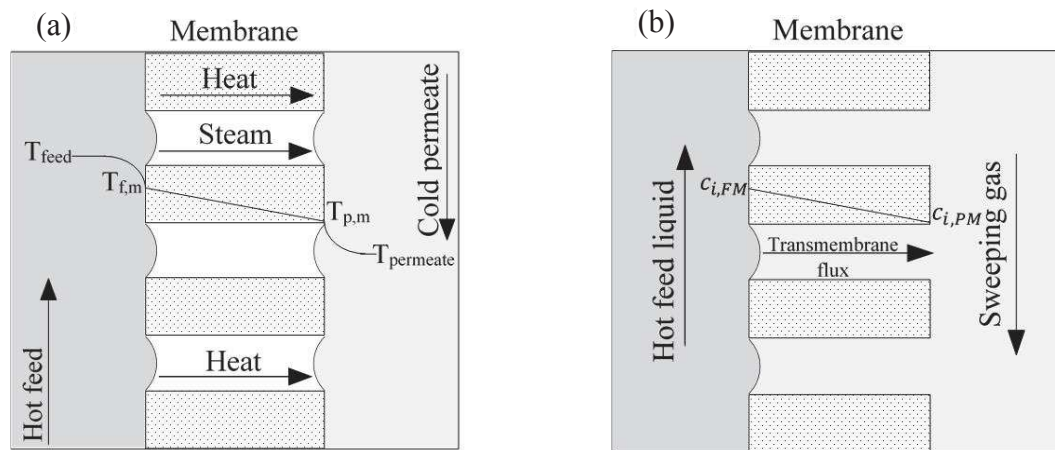 (a)
Membrane
Heat
Steam
T_feed
T_f,m
T_p,m
T_permeate
Heat
Hot feed
Cold permeate
(b)
Membrane
c_i,FM
c_i,PM
Transmembrane
flux
Hot feed liquid
Sweeping gas